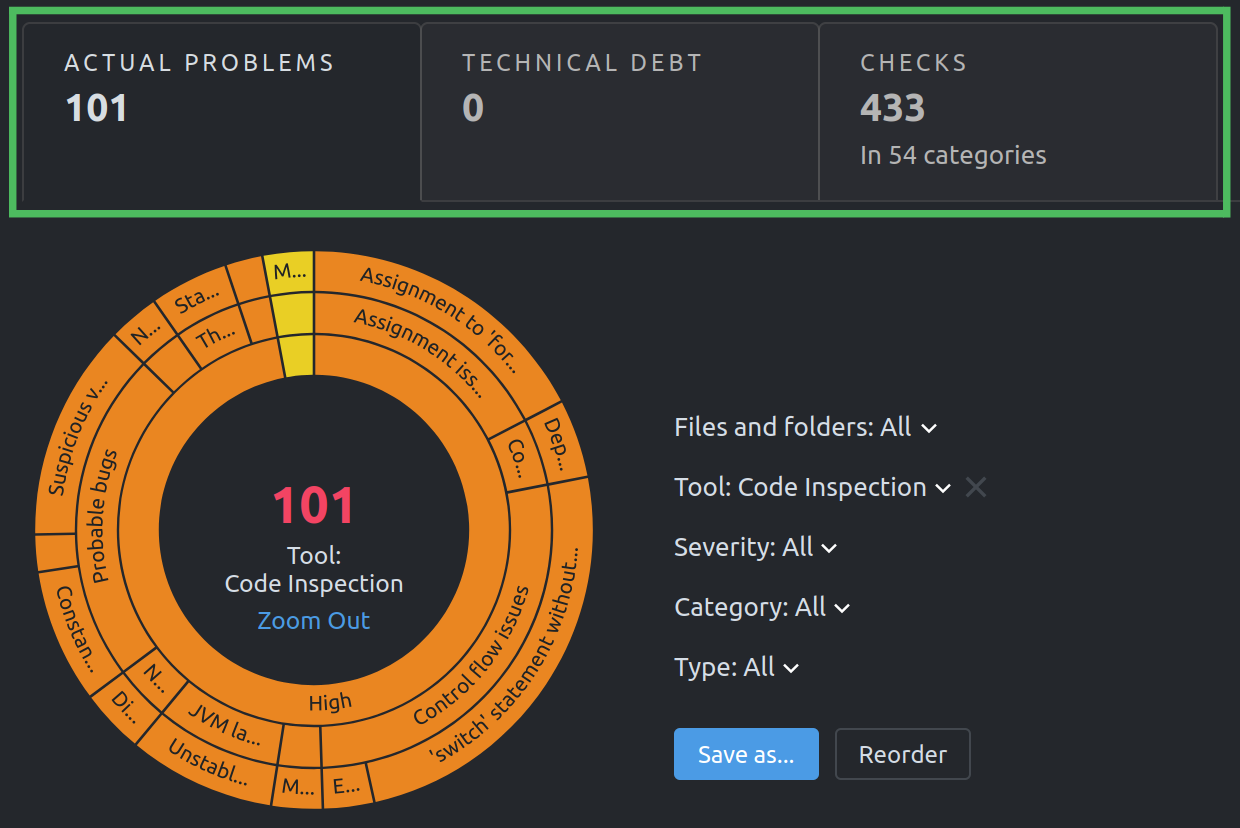 ACTUAL PROBLEMS
101
TECHNICAL DEBT
0
CHECKS
433
In 54 categories
M...
Assignment to 'for...
Sta...
N...
Th...
Assignment iss...
Suspicious v...
Dep...
Co...
Probable bugs
101
Tool:
Code Inspection
Zoom Out
Constan...
Di...
N...
JVM la...
High
Control flow issues
'switch' statement without...
Unstabl...
M...
E...
Files and folders: All
Tool: Code Inspection
Severity: All
Category: All
Type: All
Save as...
Reorder